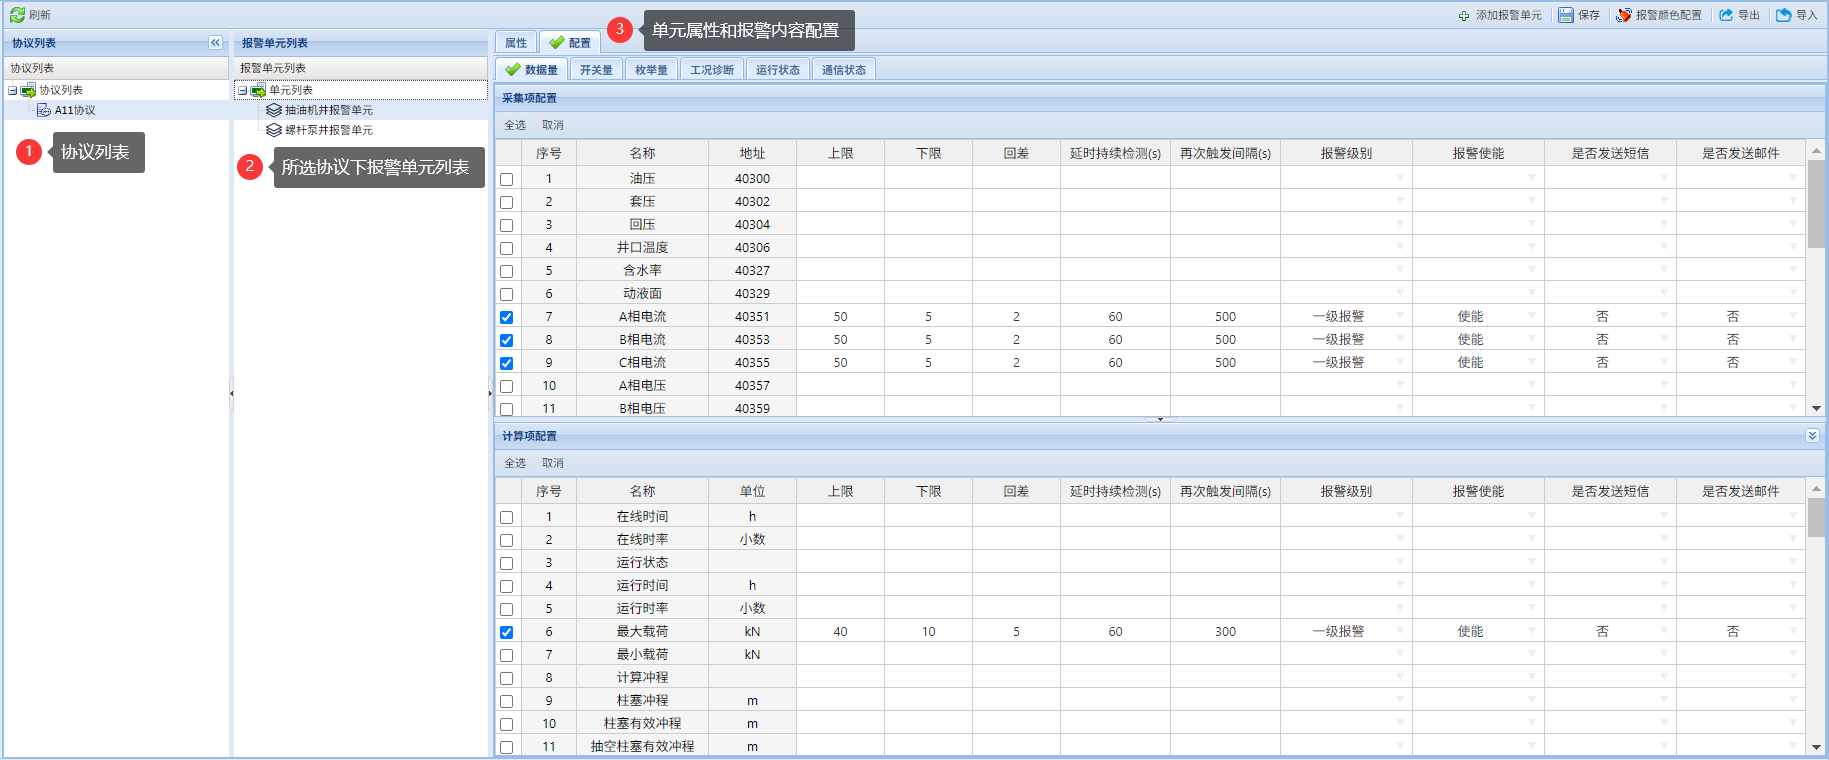 刷新
添加报警单元 保存 报警颜色配置 导出 导入
协议列表
协议列表
协议列表
A11协议
1 协议列表
报警单元列表
报警单元列表
单元列表
抽油机井报警单元
螺杆泵井报警单元
2 所选协议下报警单元列表
属性 配置
3 单元属性和报警内容配置
数据量 开关量 枚举量 工况诊断 运行状态 通信状态
采集项配置
全选 取消
序号 名称 地址 上限 下限 回差 延时持续检测(s) 再次触发间隔(s) 报警级别 报警使能 是否发送短信 是否发送邮件
1 油压 40300
2 套压 40302
3 回压 40304
4 井口温度 40306
5 含水率 40327
6 动液面 40329
7 A相电流 40351 50 5 2 60 500 一级报警 使能 否 否
8 B相电流 40353 50 5 2 60 500 一级报警 使能 否 否
9 C相电流 40355 50 5 2 60 500 一级报警 使能 否 否
10 A相电压 40357
11 B相电压 40359
计算项配置
全选 取消
序号 名称 单位 上限 下限 回差 延时持续检测(s) 再次触发间隔(s) 报警级别 报警使能 是否发送短信 是否发送邮件
1 在线时间 h
2 在线时率 小数
3 运行状态
4 运行时间 h
5 运行时率 小数
6 最大载荷 kN 40 10 5 60 300 一级报警 使能 否 否
7 最小载荷 kN
8 计算冲程
9 柱塞冲程 m
10 柱塞有效冲程 m
11 抽空柱塞有效冲程 m